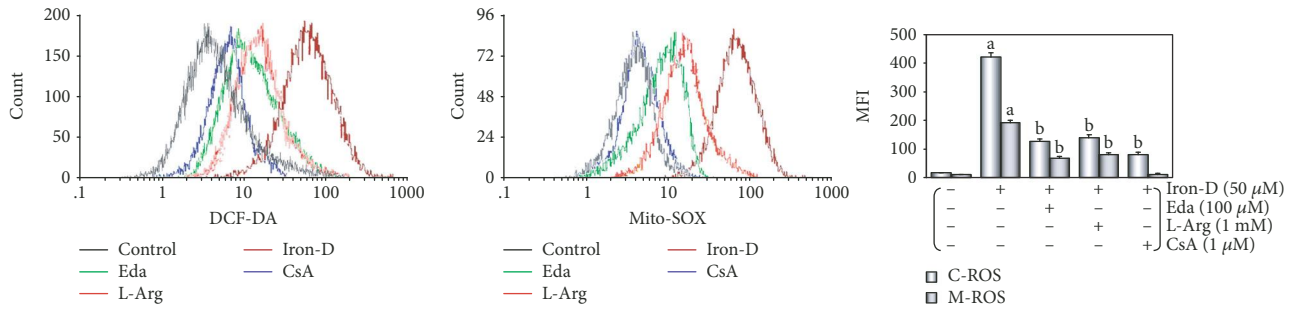 200
150
100
50
0
Count
.1 1 10 100 1000
DCF-DA
Control Iron-D
Eda CsA
L-Arg
96
72
48
24
0
Count
.1 1 10 100 1000
Mito-SOX
Control Iron-D
Eda CsA
L-Arg
500
400
300
200
100
0
MFI
a
a
b
b
b
b
b
b
– + + + + Iron-D (50 μM)
– – + – – Eda (100 μM)
– – – + – L-Arg (1 mM)
– – – – + CsA (1 μM)
C-ROS
M-ROS